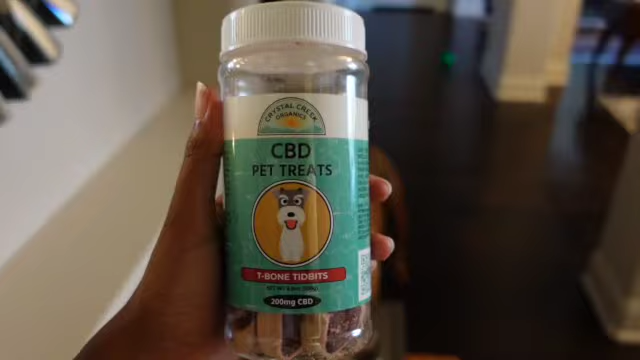 CRYSTAL CREEK
ORGANICS
CBD
PET TREATS
T-BONE TIDBITS
200mg CBD